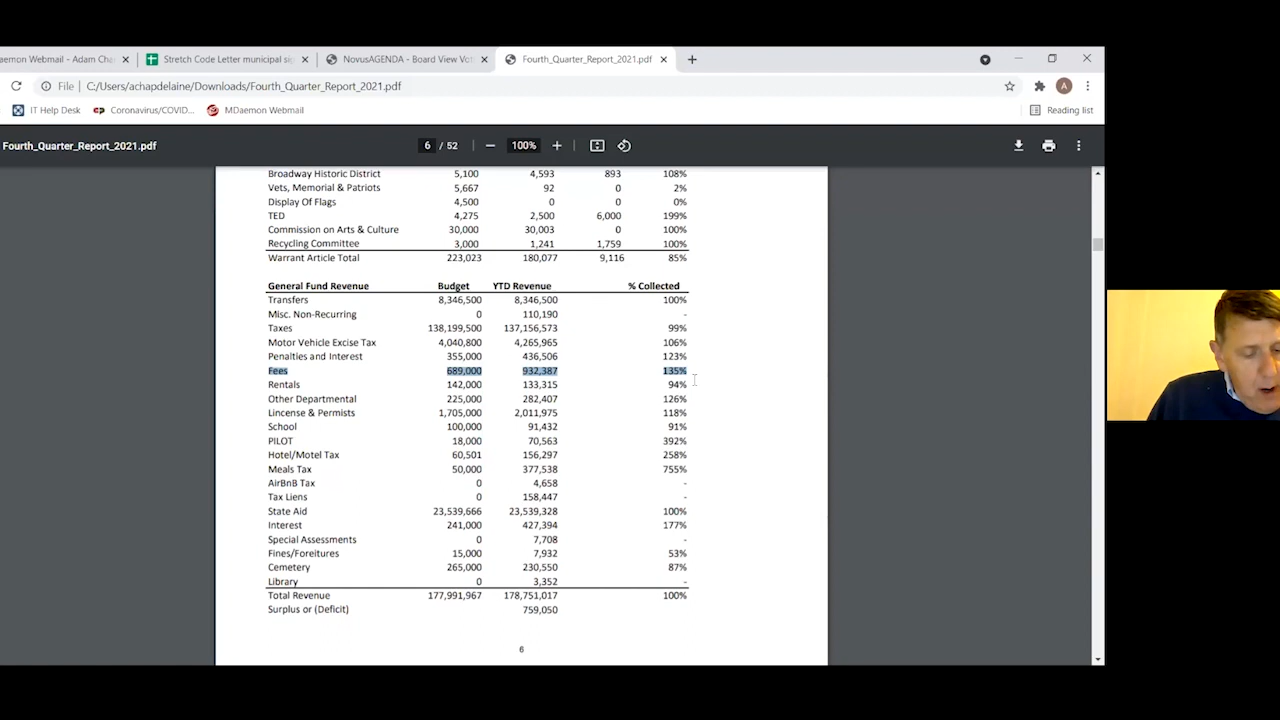 aemon Webmail - Adam Cha
Stretch Code Letter municipal si
NovusAGENDA - Board View Vo
Fourth_Quarter_Report_2021.pdf
File C:/Users/achapdelaine/Downloads/Fourth_Quarter_Report_2021.pdf A
IT Help Desk cp Coronavirus/COVID... MDaemon Webmail Reading list
Fourth_Quarter_Report_2021.pdf 6 / 52 100%
Broadway Historic District 5,100 4,593 893 108%
Vets, Memorial & Patriots 5,667 92 0 2%
Display Of Flags 4,500 0 0 0%
TED 4,275 2,500 6,000 199%
Commission on Arts & Culture 30,000 30,003 0 100%
Recycling Committee 3,000 1,241 1,759 100%
Warrant Article Total 223,023 180,077 9,116 85%
General Fund Revenue Budget YTD Revenue % Collected
Transfers 8,346,500 8,346,500 100%
Misc. Non-Recurring 0 110,190 -
Taxes 138,199,500 137,156,573 99%
Motor Vehicle Excise Tax 4,040,800 4,265,965 106%
Penalties and Interest 355,000 436,506 123%
Fees 689,000 932,387 135%
Rentals 142,000 133,315 94%
Other Departmental 225,000 282,407 126%
Lincense & Permists 1,705,000 2,011,975 118%
School 100,000 91,432 91%
PILOT 18,000 70,563 392%
Hotel/Motel Tax 60,501 156,297 258%
Meals Tax 50,000 377,538 755%
AirBnB Tax 0 4,658 -
Tax Liens 0 158,447 -
State Aid 23,539,666 23,539,328 100%
Interest 241,000 427,394 177%
Special Assessments 0 7,708 -
Fines/Foreitures 15,000 7,932 53%
Cemetery 265,000 230,550 87%
Library 0 3,352 -
Total Revenue 177,991,967 178,751,017 100%
Surplus or (Deficit) 759,050
6